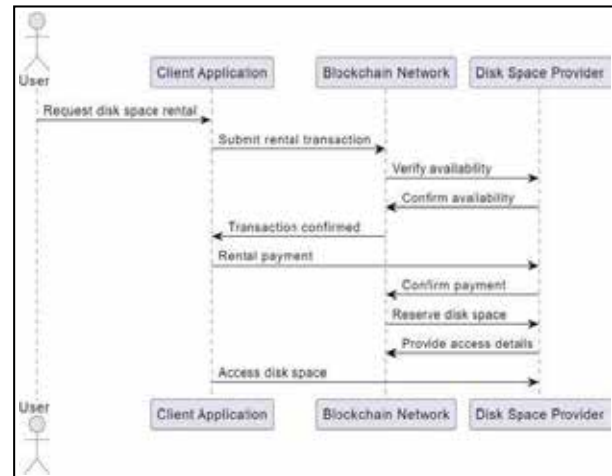 User
Client Application
Blockchain Network
Disk Space Provider
Request disk space rental
Submit rental transaction
Verify availability
Confirm availability
Transaction confirmed
Rental payment
Confirm payment
Reserve disk space
Provide access details
Access disk space
User
Client Application
Blockchain Network
Disk Space Provider